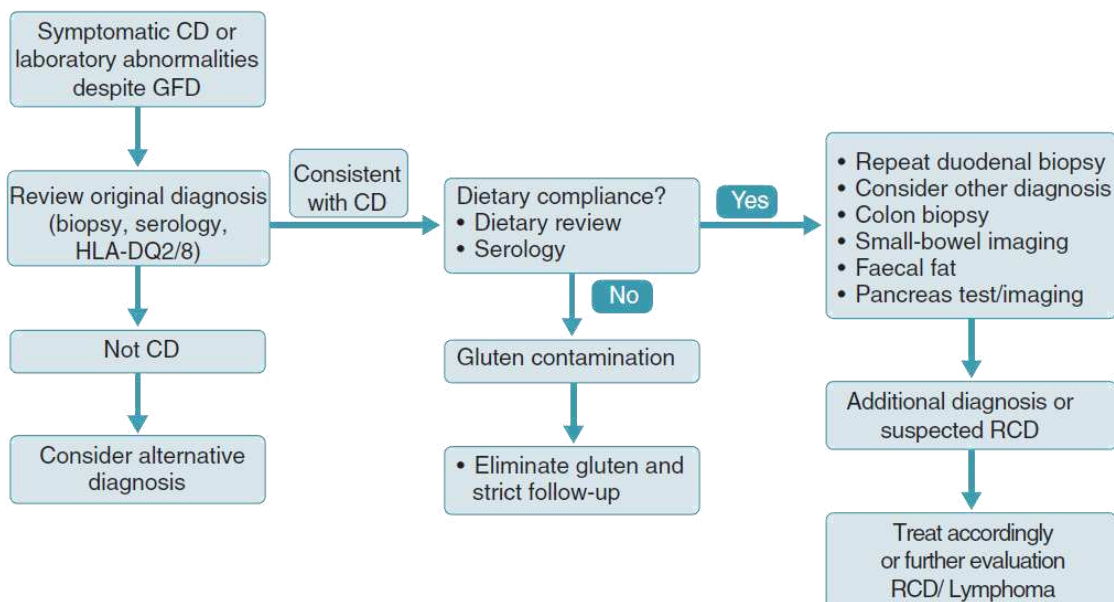 Symptomatic CD or
laboratory abnormalities
despite GFD
Review original diagnosis
(biopsy, serology,
HLA-DQ2/8)
Consistent
with CD
Not CD
Consider alternative
diagnosis
Dietary compliance?
• Dietary review
• Serology
No
Gluten contamination
• Eliminate gluten and
strict follow-up
Yes
• Repeat duodenal biopsy
• Consider other diagnosis
• Colon biopsy
• Small-bowel imaging
• Faecal fat
• Pancreas test/imaging
Additional diagnosis or
suspected RCD
Treat accordingly
or further evaluation
RCD/ Lymphoma